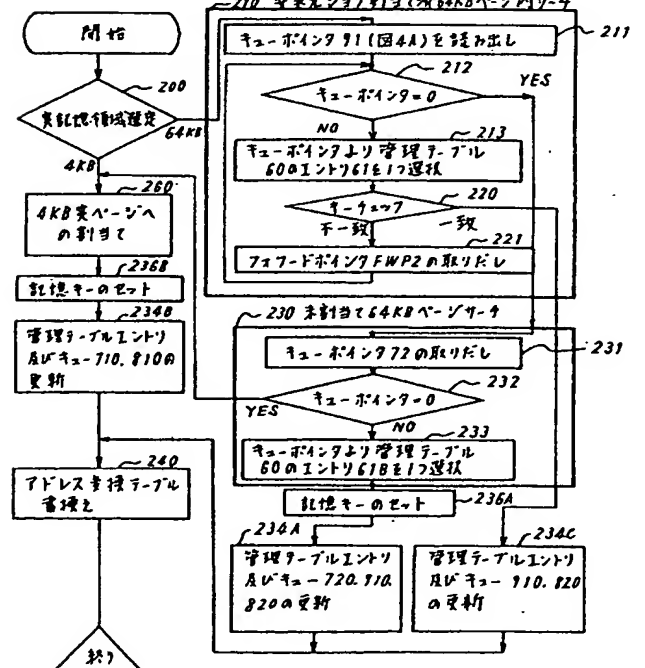 開始
200
実記憶領域選定
64KB
4KB
260
4KB実ページへ
の割当て
236B
記憶キーのセット
234B
管理テーブルエントリ
及びキュー710.810の
更新
240
アドレス変換テーブル
書換え
終り
210
64KBページ内サーチ
キューポインタ91(図4A)を読み出し
211
212
キューポインタ=0
YES
NO
213
キューポインタより管理テーブル
60のエントリ61を1つ選択
220
キーチェック
不一致
一致
221
フォワードポインタFWP2の取りだし
230 未割当て64KBページサーチ
キューポインタ72の取りだし
231
232
キューポインタ=0
YES
NO
233
キューポインタより管理テーブル
60のエントリ61Bを1つ選択
記憶キーのセット
236A
234A
管理テーブルエントリ
及びキュー720.910.
820の更新
234C
管理テーブルエントリ
及びキュー910.820
の更新